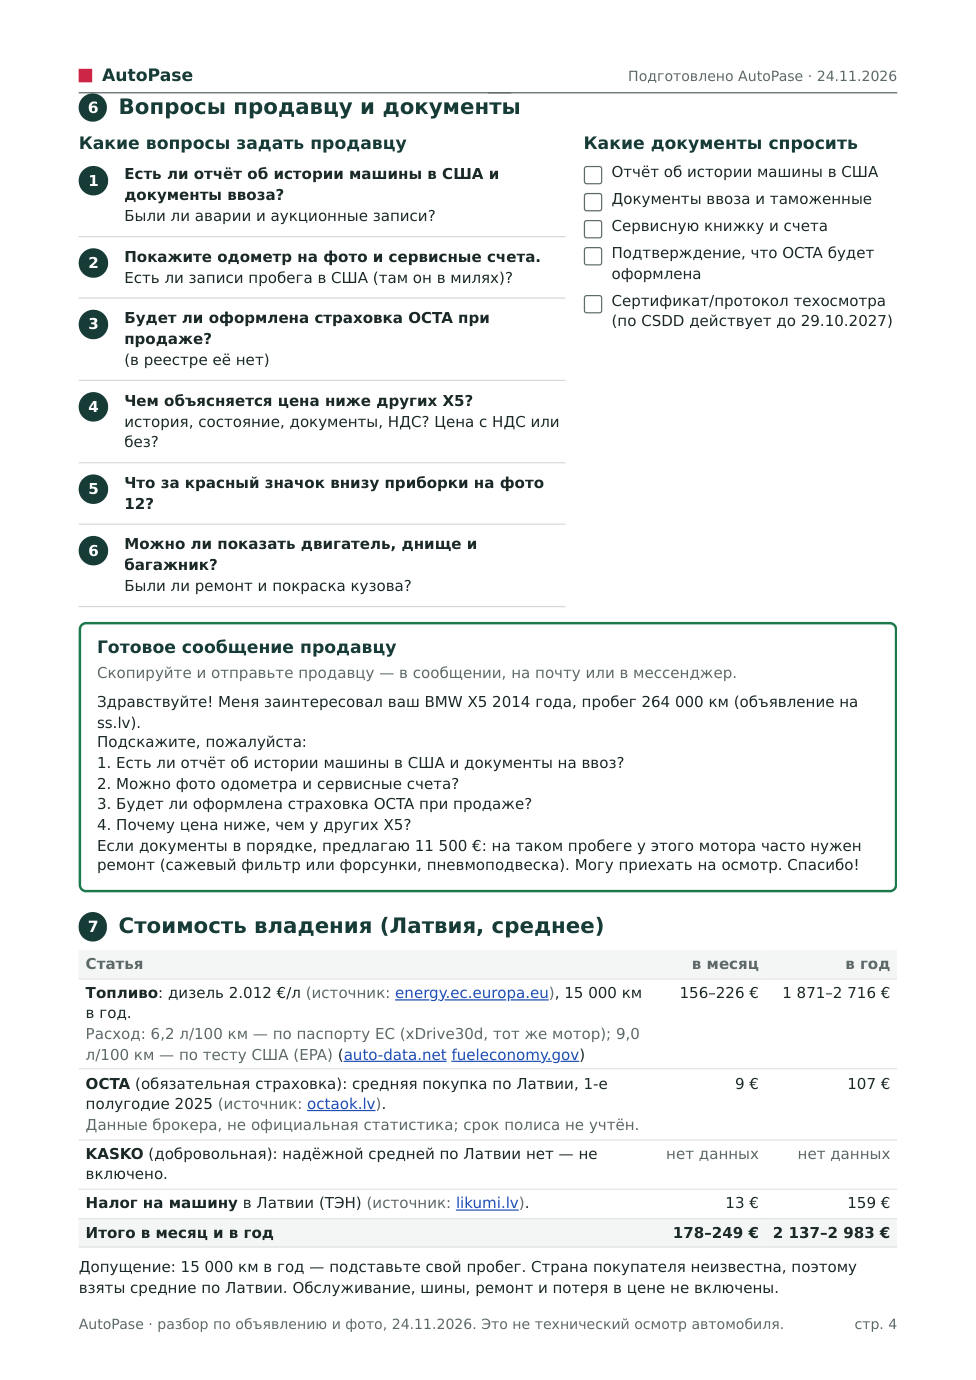 AutoPase
Подготовлено AutoPase · 24.11.2026
6 Вопросы продавцу и документы
Какие вопросы задать продавцу
1 Есть ли отчёт об истории машины в США и
документы ввоза?
Были ли аварии и аукционные записи?
2 Покажите одометр на фото и сервисные счета.
Есть ли записи пробега в США (там он в милях)?
3 Будет ли оформлена страховка ОСТА при
продаже?
(в реестре её нет)
4 Чем объясняется цена ниже других X5?
история, состояние, документы, НДС? Цена с НДС или
без?
5 Что за красный значок внизу приборки на фото
12?
6 Можно ли показать двигатель, днище и
багажник?
Были ли ремонт и покраска кузова?
Какие документы спросить
Отчёт об истории машины в США
Документы ввоза и таможенные
Сервисную книжку и счета
Подтверждение, что ОСТА будет
оформлена
Сертификат/протокол техосмотра
(по CSDD действует до 29.10.2027)
Готовое сообщение продавцу
Скопируйте и отправьте продавцу — в сообщении, на почту или в мессенджер.
Здравствуйте! Меня заинтересовал ваш BMW X5 2014 года, пробег 264 000 км (объявление на
ss.lv).
Подскажите, пожалуйста:
1. Есть ли отчёт об истории машины в США и документы на ввоз?
2. Можно фото одометра и сервисные счета?
3. Будет ли оформлена страховка ОСТА при продаже?
4. Почему цена ниже, чем у других X5?
Если документы в порядке, предлагаю 11 500 €: на таком пробеге у этого мотора часто нужен
ремонт (сажевый фильтр или форсунки, пневмоподвеска). Могу приехать на осмотр. Спасибо!
7 Стоимость владения (Латвия, среднее)
Статья в месяц в год
Топливо: дизель 2.012 €/л (источник: energy.ec.europa.eu), 15 000 км 156–226 € 1 871–2 716 €
в год.
Расход: 6,2 л/100 км — по паспорту ЕС (xDrive30d, тот же мотор); 9,0
л/100 км — по тесту США (EPA) (auto-data.net fueleconomy.gov)
ОСТА (обязательная страховка): средняя покупка по Латвии, 1-е 9 € 107 €
полугодие 2025 (источник: octaok.lv).
Данные брокера, не официальная статистика; срок полиса не учтён.
KASKO (добровольная): надёжной средней по Латвии нет — не нет данных нет данных
включено.
Налог на машину в Латвии (ТЭН) (источник: likumi.lv). 13 € 159 €
Итого в месяц и в год 178–249 € 2 137–2 983 €
Допущение: 15 000 км в год — подставьте свой пробег. Страна покупателя неизвестна, поэтому
взяты средние по Латвии. Обслуживание, шины, ремонт и потеря в цене не включены.
AutoPase · разбор по объявлению и фото, 24.11.2026. Это не технический осмотр автомобиля. стр. 4